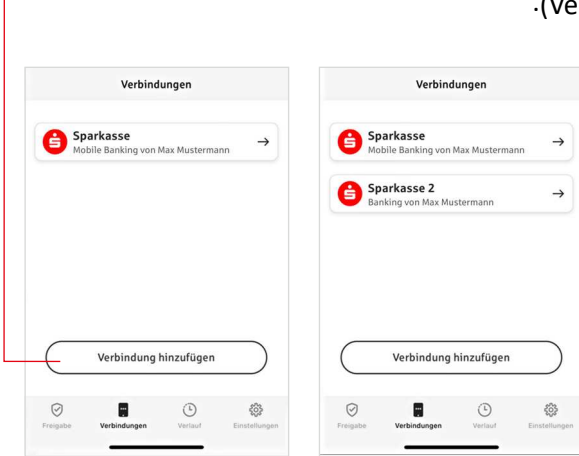 .(Ve
Verbindungen
Sparkasse
Mobile Banking von Max Mustermann
Verbindung hinzufügen
Freigabe Verbindungen Verlauf Einstellungen
Verbindungen
Sparkasse
Mobile Banking von Max Mustermann
Sparkasse 2
Banking von Max Mustermann
Verbindung hinzufügen
Freigabe Verbindungen Verlauf Einstellungen